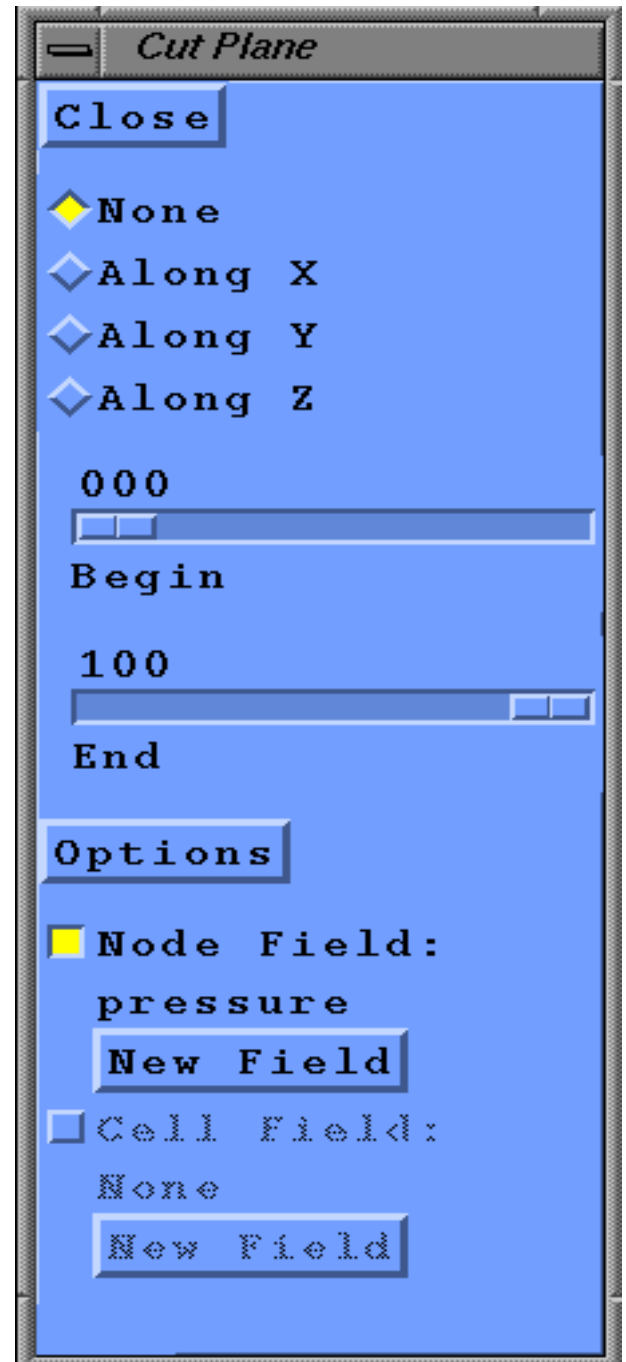 Cut Plane
Close
None
Along X
Along Y
Along Z
000
Begin
100
End
Options
Node Field:
pressure
New Field
Cell Field:
None
New Field